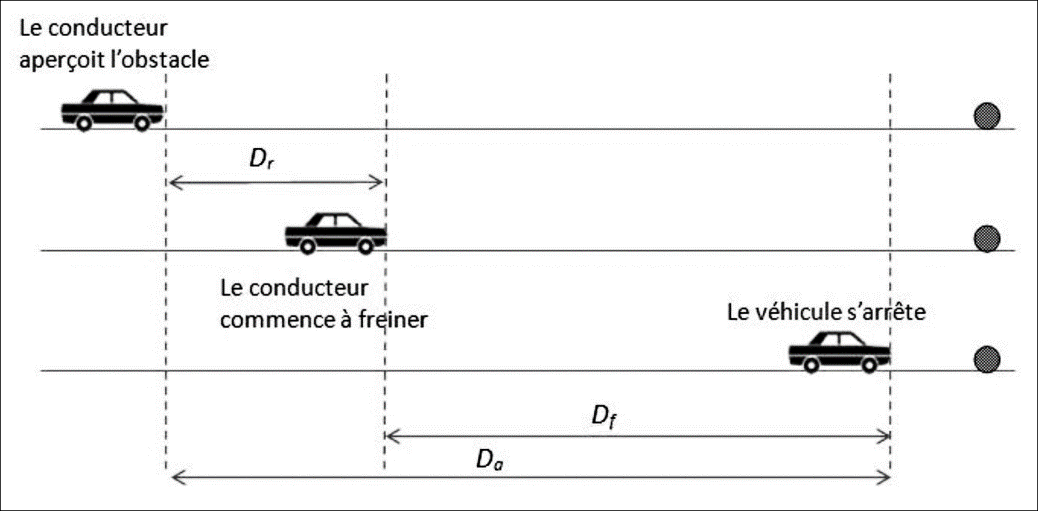 Le conducteur
aperçoit l'obstacle
Dr
Le conducteur
commence à freiner
Le véhicule s'arrête
Df
Da